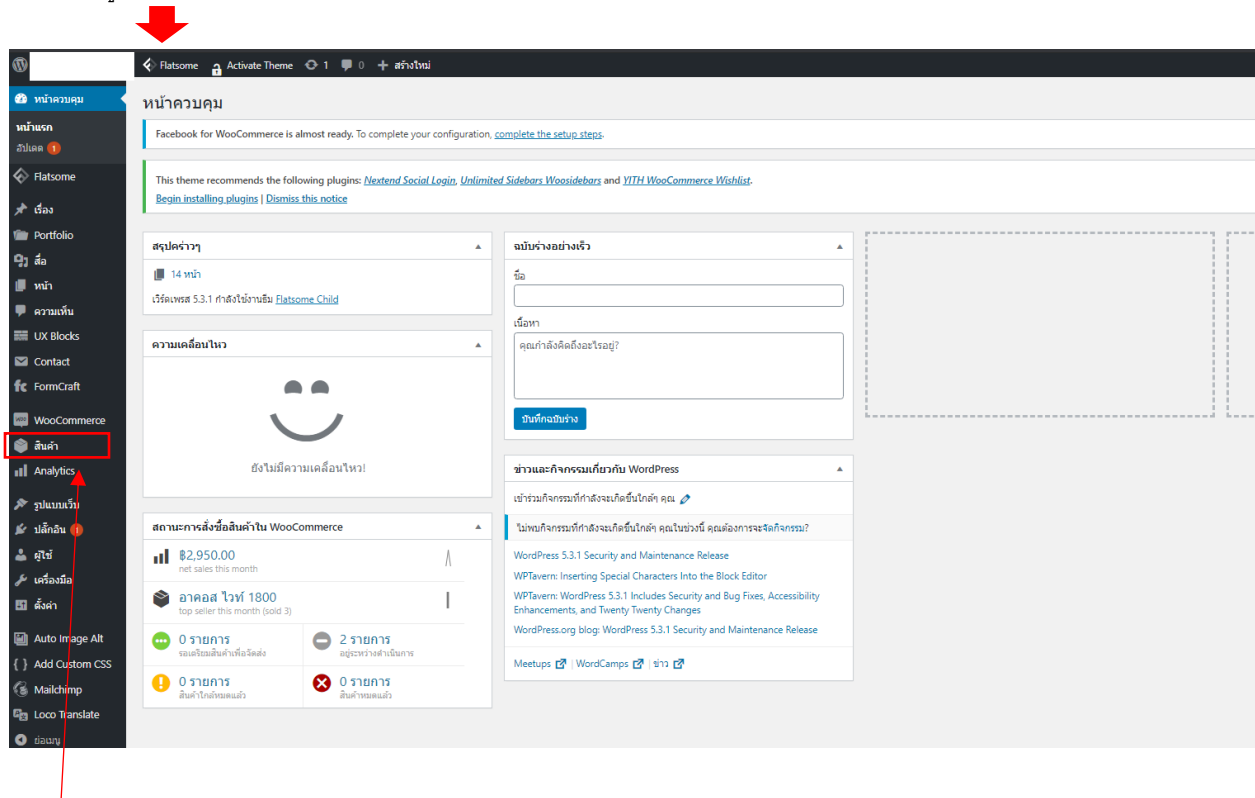 Flatsome Activate Theme 1 0 + สร้างใหม่
หน้าควบคุม
หน้าแรก
อัปเดต 1
Flatsome
เรื่อง
Portfolio
สื่อ
หน้า
ความเห็น
UX Blocks
Contact
FormCraft
WooCommerce
สินค้า
Analytics
รูปแบบเว็บ
ปลั๊กอิน 1
ผู้ใช้
เครื่องมือ
ตั้งค่า
Auto Image Alt
Add Custom CSS
Mailchimp
Loco Translate
ย่อเมนู
หน้าควบคุม
Facebook for WooCommerce is almost ready. To complete your configuration, complete the setup steps.
This theme recommends the following plugins: Nextend Social Login, Unlimited Sidebars Woosidebars and YITH WooCommerce Wishlist.
Begin installing plugins | Dismiss this notice
สรุปคร่าวๆ
14 หน้า
เวิร์ดเพรส 5.3.1 กำลังใช้งานธีม Flatsome Child
ความเคลื่อนไหว
ยังไม่มีความเคลื่อนไหว!
สถานะการสั่งซื้อสินค้าใน WooCommerce
฿2,950.00
net sales this month
อาคอส ไวท์ 1800
top seller this month (sold 3)
0 รายการ
รอเตรียมสินค้าเพื่อจัดส่ง
2 รายการ
อยู่ระหว่างดำเนินการ
0 รายการ
สินค้าใกล้หมดแล้ว
0 รายการ
สินค้าหมดแล้ว
ฉบับร่างอย่างเร็ว
ชื่อ
เนื้อหา
คุณกำลังคิดถึงอะไรอยู่?
บันทึกฉบับร่าง
ข่าวและกิจกรรมเกี่ยวกับ WordPress
เข้าร่วมกิจกรรมที่กำลังจะเกิดขึ้นใกล้ๆ คุณ
ไม่พบกิจกรรมที่กำลังจะเกิดขึ้นใกล้ๆ คุณในช่วงนี้ คุณต้องการจะจัดกิจกรรม?
WordPress 5.3.1 Security and Maintenance Release
WPTavern: Inserting Special Characters Into the Block Editor
WPTavern: WordPress 5.3.1 Includes Security and Bug Fixes, Accessibility
Enhancements, and Twenty Twenty Changes
WordPress.org blog: WordPress 5.3.1 Security and Maintenance Release
Meetups | WordCamps | ข่าว